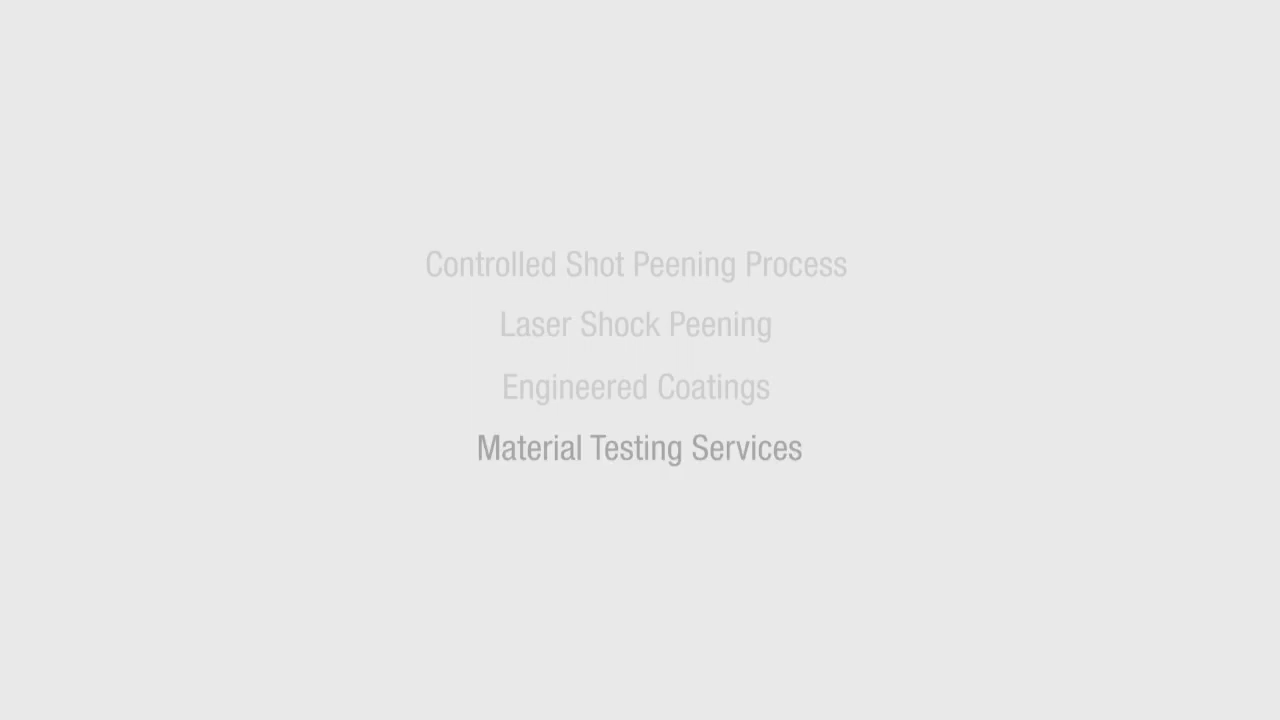 Controlled Shot Peening Process
Laser Shock Peening
Engineered Coatings
Material Testing Services